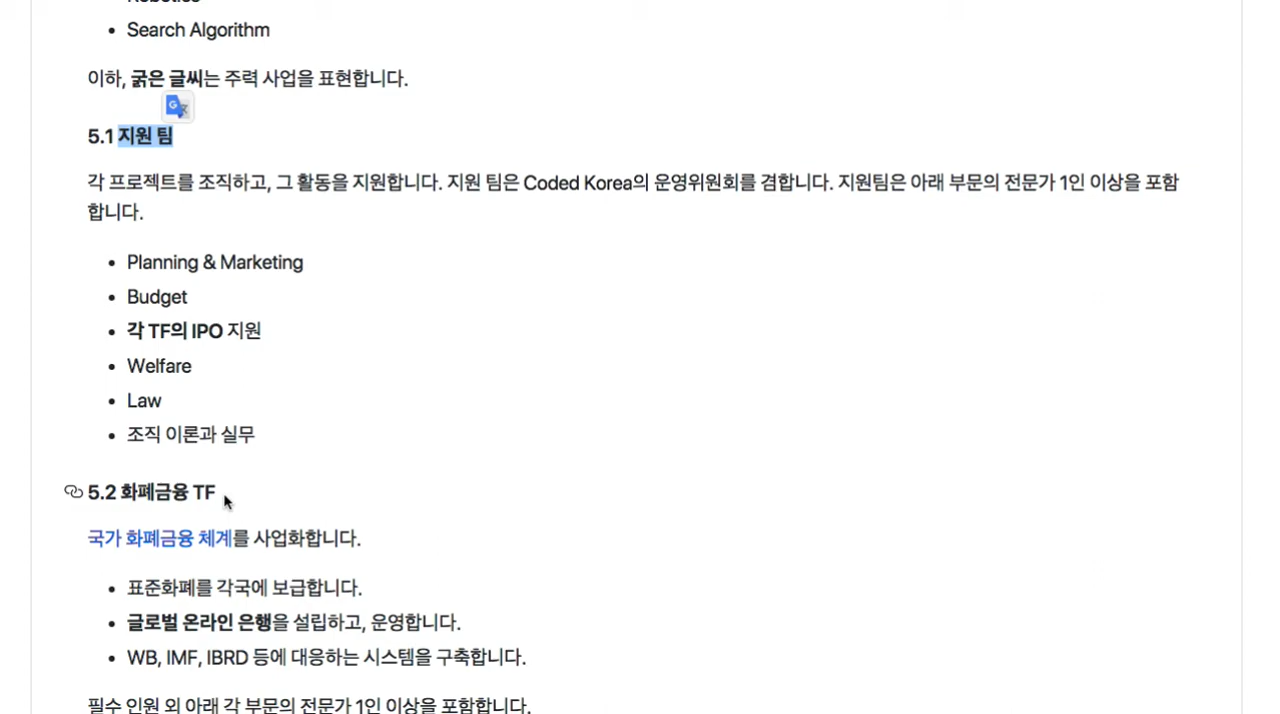 Robotics
Search Algorithm
이하, 굵은 글씨는 주력 사업을 표현합니다.
5.1 지원 팀
각 프로젝트를 조직하고, 그 활동을 지원합니다. 지원 팀은 Coded Korea의 운영위원회를 겸합니다. 지원팀은 아래 부문의 전문가 1인 이상을 포함
합니다.
Planning & Marketing
Budget
각 TF의 IPO 지원
Welfare
Law
조직 이론과 실무
5.2 화폐금융 TF
국가 화폐금융 체계를 사업화합니다.
표준화폐를 각국에 보급합니다.
글로벌 온라인 은행을 설립하고, 운영합니다.
WB, IMF, IBRD 등에 대응하는 시스템을 구축합니다.
필수 인원 외 아래 각 부문의 전문가 1인 이상을 포함합니다.